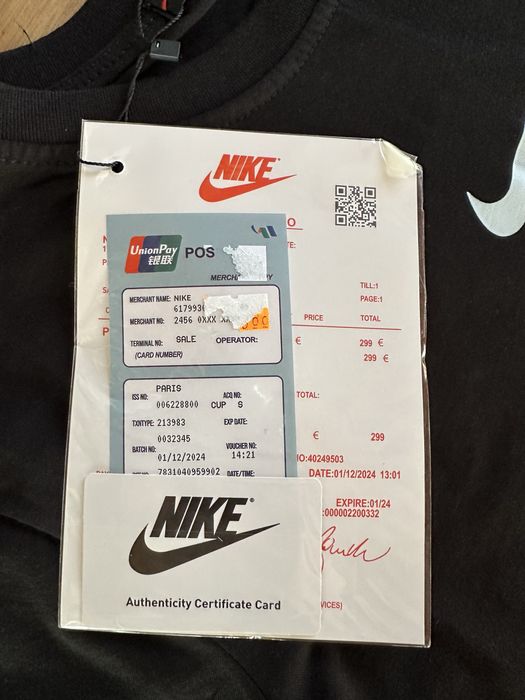 NIKE
UnionPay
银联
POS
TILL:1
PAGE:1
MERCHANT NAME: NIKE
MERCHANT NO: 2456 0XXX
TERMINAL NO: SALE OPERATOR:
(CARD NUMBER)
PRICE TOTAL
€ 299 €
299 €
ISS NO: PARIS ACQ NO:
006228800 CUP S
TXNTYPE: 213983 EXP DATE:
0032345
BATCH NO: VOUCHER NO:
01/12/2024 14:21
7831040959902 DATE/TIME:
TOTAL:
€ 299
NO:40249503
DATE:01/12/2024 13:01
EXPIRE:01/24
:000002200332
NIKE
Authenticity Certificate Card